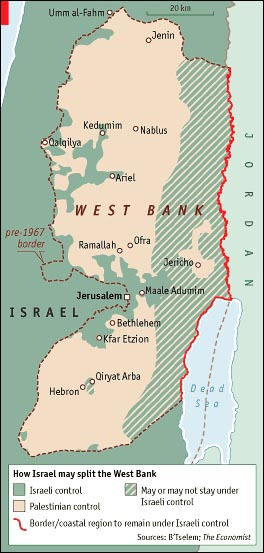 Umm al-Fahm
20 km
Jenin
Kedumim
Nablus
Qalqilya
Ariel
JORDAN
WEST BANK
pre-1967
border
Ramallah
Ofra
Jericho
Jerusalem
Maale Adumim
ISRAEL
Bethlehem
Kfar Etzion
Qiryat Arba
Hebron
Dead
Sea
How Israel may split the West Bank
Israeli control
May or may not stay under
Israeli control
Palestinian control
Border/coastal region to remain under Israeli control
Sources: B'Tselem; The Economist